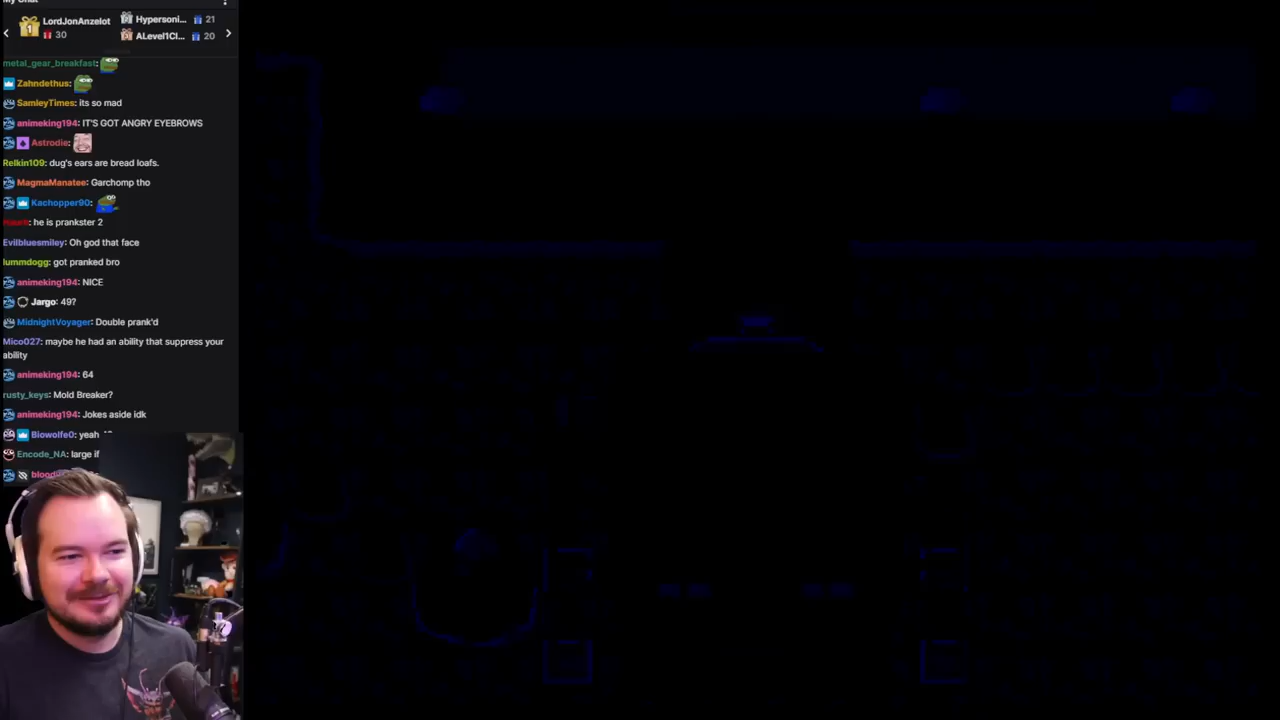 LordJonAnzelot
30
Hypersoni... 21
ALevel1Cl... 20
metal_gear_breakfast:
Zahndethus:
SamleyTimes: its so mad
animeking194: IT'S GOT ANGRY EYEBROWS
Astrodie:
Relkin109: dug's ears are bread loafs.
MagmaManatee: Garchomp tho
Kachopper90:
he is prankster 2
Evilbluesmiley: Oh god that face
lummdogg: got pranked bro
animeking194: NICE
Jargo: 49?
MidnightVoyager: Double prank'd
Mico027: maybe he had an ability that suppress your
ability
animeking194: 64
rusty_keys: Mold Breaker?
animeking194: Jokes aside idk
Biowolfe0: yeah
Encode_NA: large if